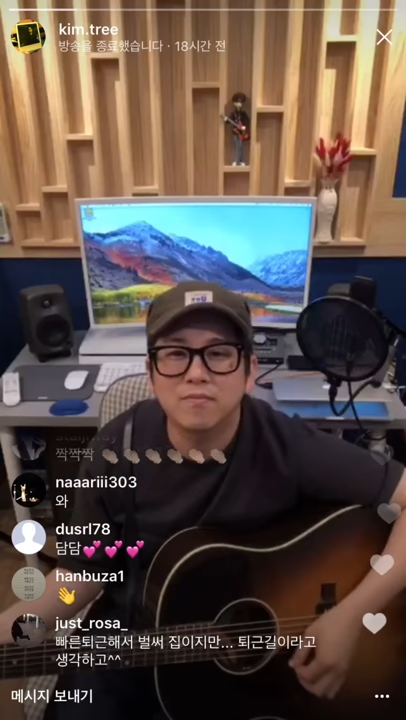 kim.tree
방송을 종료했습니다 · 18시간 전
짝짝짝 👏🏼👏🏼👏🏼👏🏼👏🏼👏🏼
naaariii303
와
dusrl78
담담💕💕💕
hanbuza1
👋
just_rosa_
빠른퇴근해서 벌써 집이지만... 퇴근길이라고
생각하고^^
메시지 보내기